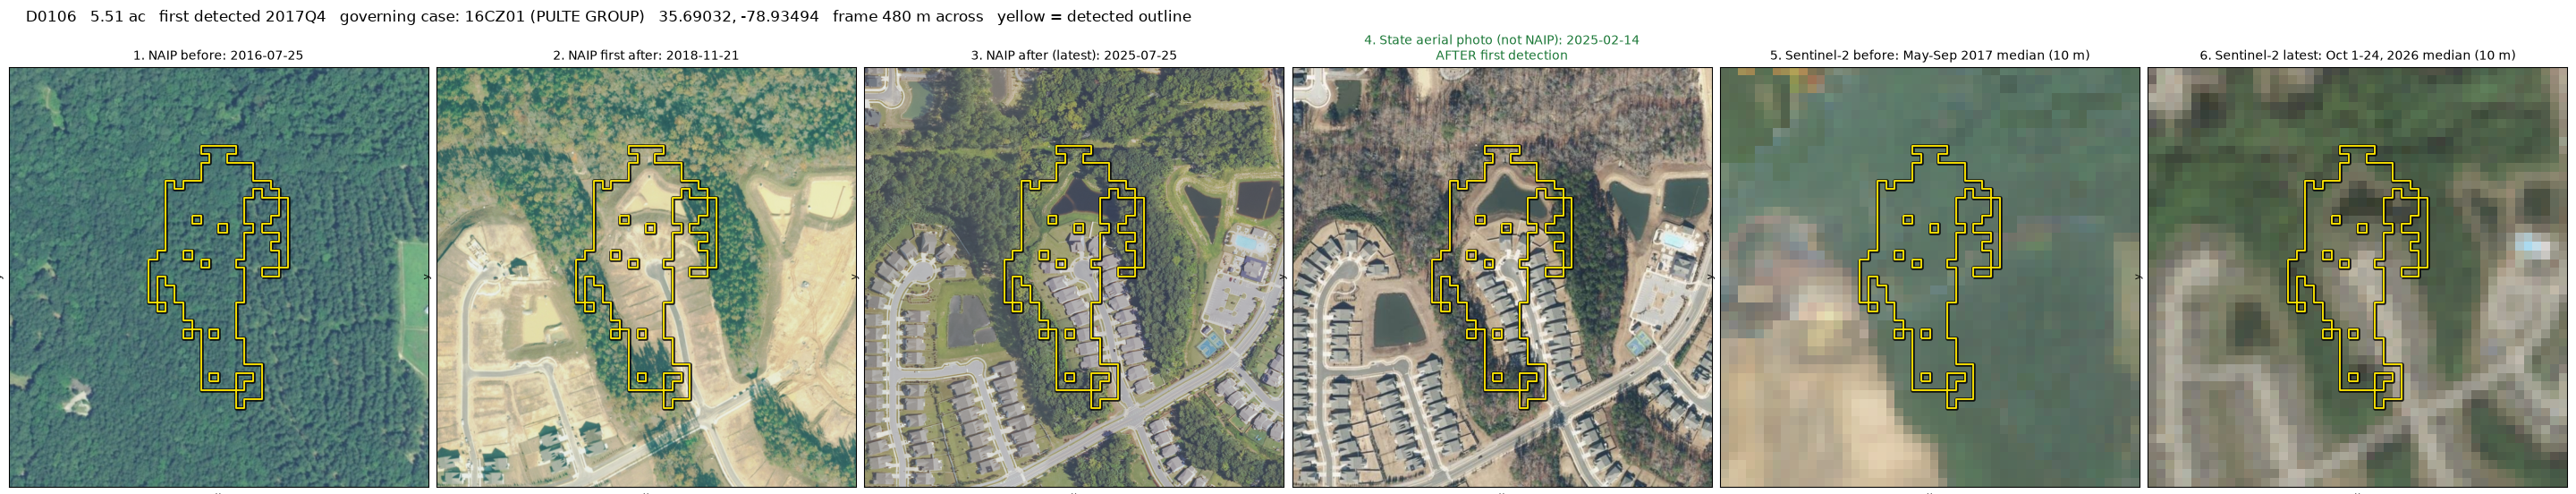 D0106   5.51 ac   first detected 2017Q4   governing case: 16CZ01 (PULTE GROUP)   35.69032, -78.93494   frame 480 m across   yellow = detected outline
1. NAIP before: 2016-07-25
2. NAIP first after: 2018-11-21
3. NAIP after (latest): 2025-07-25
4. State aerial photo (not NAIP): 2025-02-14
AFTER first detection
5. Sentinel-2 before: May-Sep 2017 median (10 m)
6. Sentinel-2 latest: Oct 1-24, 2026 median (10 m)